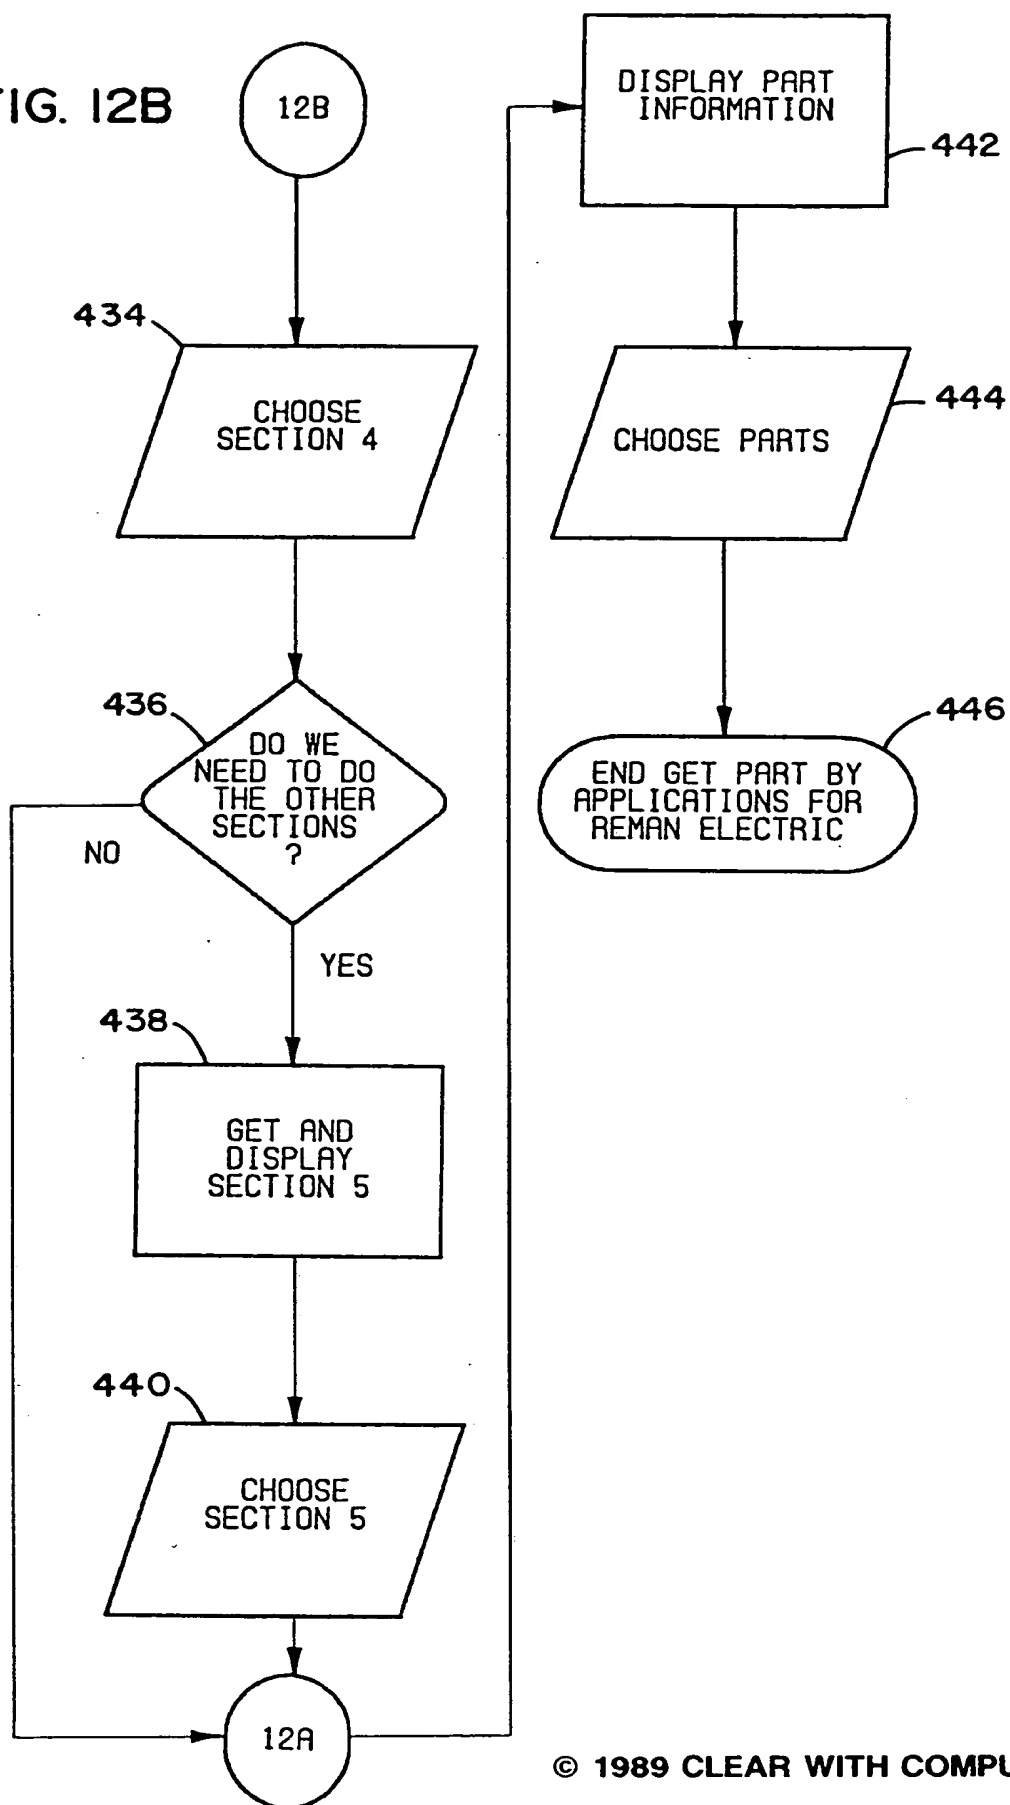 FIG. 12B
12B
434
CHOOSE
SECTION 4
436
DO WE
NEED TO DO
THE OTHER
SECTIONS
?
NO
YES
438
GET AND
DISPLAY
SECTION 5
440
CHOOSE
SECTION 5
12A
DISPLAY PART
INFORMATION
442
444
CHOOSE PARTS
446
END GET PART BY
APPLICATIONS FOR
REMAN ELECTRIC
© 1989 CLEAR WITH COMPU